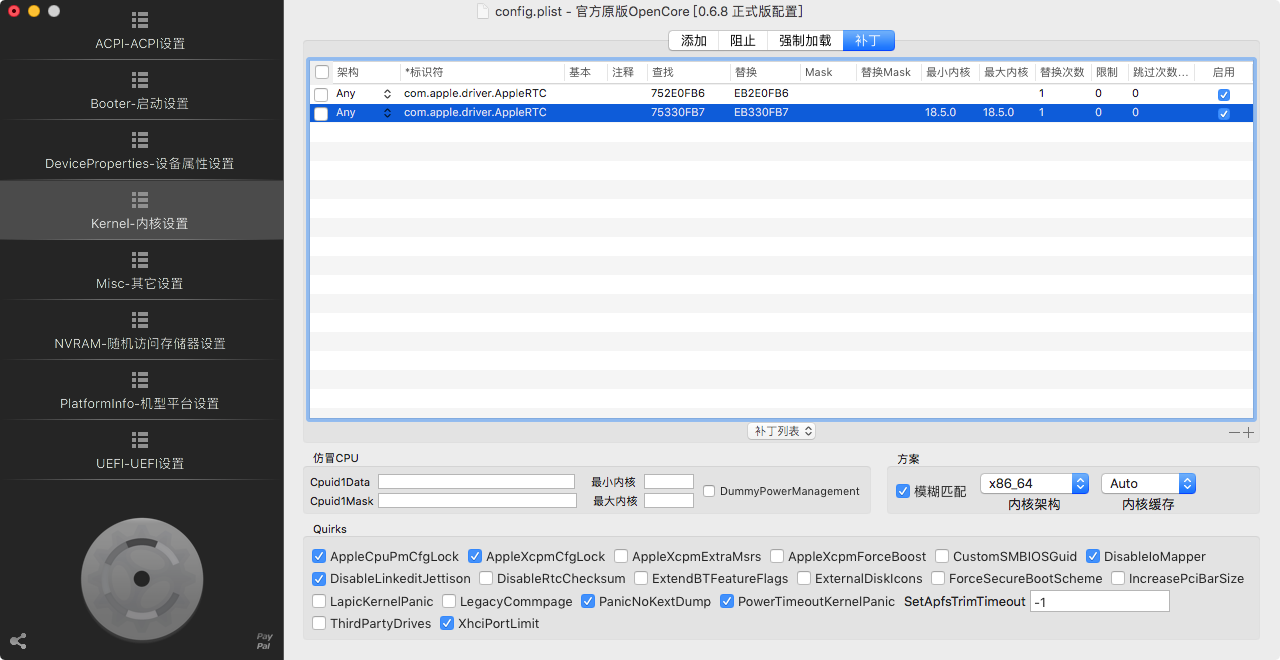 config.plist - 官方原版OpenCore [0.6.8 正式版配置]
ACPI-ACPI设置
Booter-启动设置
DeviceProperties-设备属性设置
Kernel-内核设置
Misc-其它设置
NVRAM-随机访问存储器设置
PlatformInfo-机型平台设置
UEFI-UEFI设置
Pay
Pal
添加 阻止 强制加载 补丁
架构 *标识符 基本 注释 查找 替换 Mask 替换Mask 最小内核 最大内核 替换次数 限制 跳过次数... 启用
Any com.apple.driver.AppleRTC 752E0FB6 EB2E0FB6 1 0 0
Any com.apple.driver.AppleRTC 75330FB7 EB330FB7 18.5.0 18.5.0 1 0 0
补丁列表
仿冒CPU
Cpuid1Data 最小内核
Cpuid1Mask 最大内核
DummyPowerManagement
方案
模糊匹配 x86_64 Auto
内核架构 内核缓存
Quirks
AppleCpuPmCfgLock AppleXcpmCfgLock AppleXcpmExtraMsrs AppleXcpmForceBoost CustomSMBIOSGuid DisableIoMapper
DisableLinkeditJettison DisableRtcChecksum ExtendBTFeatureFlags ExternalDiskIcons ForceSecureBootScheme IncreasePciBarSize
LapicKernelPanic LegacyCommpage PanicNoKextDump PowerTimeoutKernelPanic SetApfsTrimTimeout -1
ThirdPartyDrives XhciPortLimit